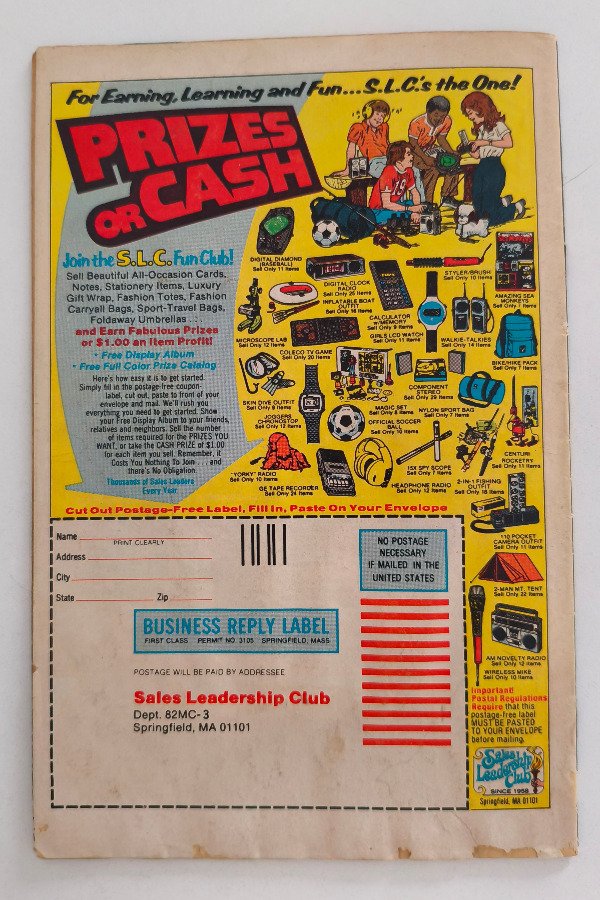 For Earning, Learning and Fun...S.L.C.'s the One!
PRIZES
OR CASH
Join the S.L.C. Fun Club!
Sell Beautiful All-Occasion Cards,
Notes, Stationery Items, Luxury
Gift Wrap, Fashion Totes, Fashion
Carryall Bags, Sport-Travel Bags,
Foldaway Umbrellas...
and Earn Fabulous Prizes
or $1.00 an Item Profit!
• Free Display Album
• Free Full Color Prize Catalog
Here's how easy it is to get started.
Simply fill in the postage-free coupon
label, cut out, paste to front of your
envelope and mail. We'll rush you
everything you need to get started. Show
your Free Display Album to your friends,
relatives and neighbors. Sell the number
of items required for the PRIZES YOU
WANT, or take the CASH PRIZE of $1.00
for each item you sell. Remember, it
Costs You Nothing To Join . . . and
there's No Obligation.
Thousands of Sales Leaders
Every Year
DIGITAL DIAMOND
(BASEBALL)
Sell Only 11 Items
DIGITAL CLOCK
RADIO
Sell Only 25 Items
STYLER/BRUSH
Sell Only 10 Items
AMAZING SEA
MONKEYS
Sell Only 7 Items
INFLATABLE BOAT
OUTFIT
Sell Only 16 Items
CALCULATOR
w/MEMORY
Sell Only 9 Items
GIRLS LCD WATCH
Sell Only 11 Items
WALKIE-TALKIES
Sell Only 14 Items
MICROSCOPE LAB
Sell Only 12 Items
COLECO TV GAME
Sell Only 20 Items
BIKE/HIKE PACK
Sell Only 7 Items
SKIN DIVE OUTFIT
Sell Only 9 Items
JOGGERS
CHRONOSTOP
Sell Only 12 Items
MAGIC SET
Sell Only 8 Items
OFFICIAL SOCCER
BALL
Sell Only 10 Items
COMPONENT
STEREO
NYLON SPORT BAG
Sell Only 7 Items
CENTURI
ROCKETRY
Sell Only 11 Items
"YORKY" RADIO
Sell Only 10 Items
GE TAPE RECORDER
Sell Only 24 Items
HEADPHONE RADIO
Sell Only 12 Items
15X SPY SCOPE
Sell Only 7 Items
2-IN-1 FISHING
OUTFIT
Sell Only 18 Items
110 POCKET
CAMERA OUTFIT
Sell Only 11 Items
2-MAN MT. TENT
Sell Only 22 Items
AM NOVELTY RADIO
Sell Only 12 Items
WIRELESS MIKE
Sell Only 10 Items
Cut Out Postage-Free Label, Fill In, Paste On Your Envelope
Name
PRINT CLEARLY
Address
City
State Zip
NO POSTAGE
NECESSARY
IF MAILED IN THE
UNITED STATES
BUSINESS REPLY LABEL
FIRST CLASS PERMIT NO. 3105 SPRINGFIELD, MASS.
POSTAGE WILL BE PAID BY ADDRESSEE
Sales Leadership Club
Dept. 82MC-3
Springfield, MA 01101
Important!
Postal Regulations
Require that this
postage-free label
MUST BE PASTED
TO YOUR ENVELOPE
before mailing.
Sales
Leadership
Club
SINCE 1958
Springfield, MA 01101